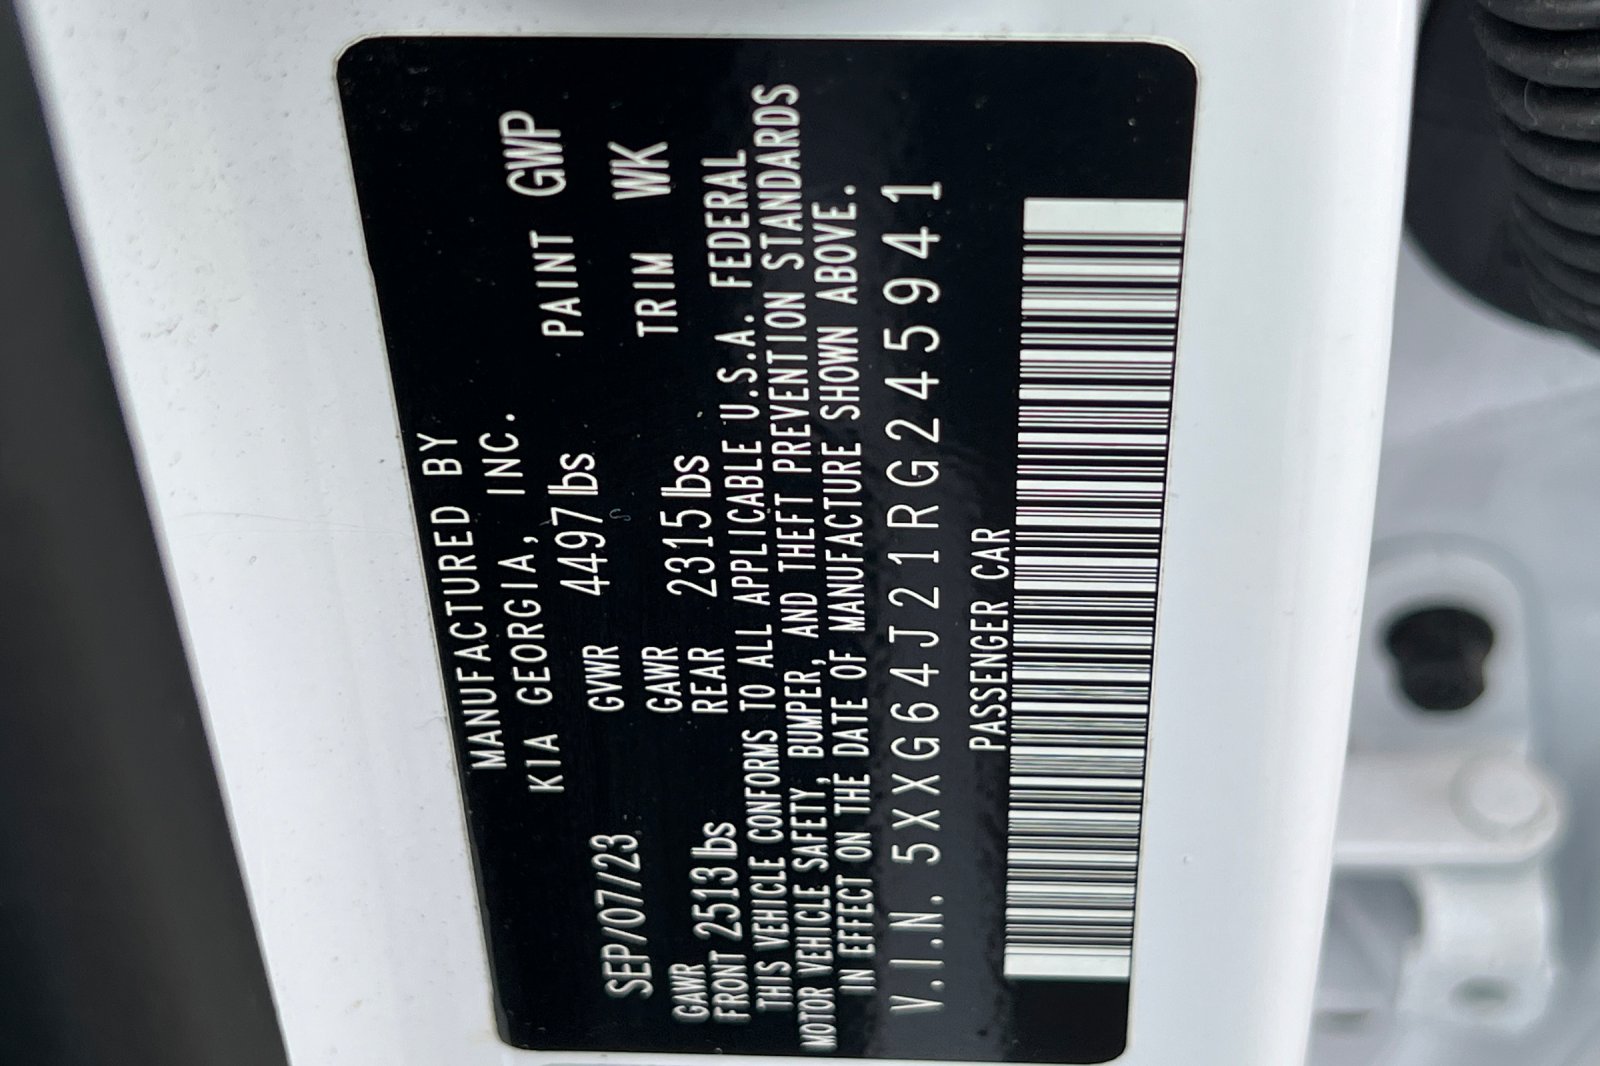 MANUFACTURED BY
KIA GEORGIA, INC.
SEP/07/23 GVWR 4497lbs PAINT GWP
GAWR FRONT 2513lbs GAWR REAR 2315lbs TRIM WK
THIS VEHICLE CONFORMS TO ALL APPLICABLE U.S.A. FEDERAL
MOTOR VEHICLE SAFETY, BUMPER, AND THEFT PREVENTION STANDARDS
IN EFFECT ON THE DATE OF MANUFACTURE SHOWN ABOVE.
V.I.N. 5XXG64J21RG245941
PASSENGER CAR